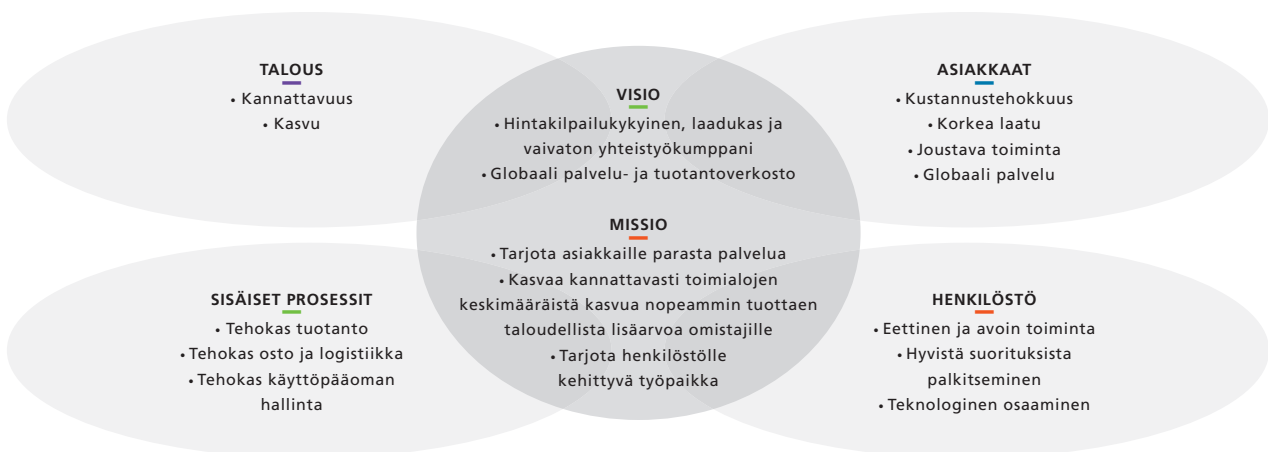 TALOUS
• Kannattavuus
• Kasvu
VISIO
• Hintakilpailukykyinen, laadukas ja
vaivaton yhteistyökumppani
• Globaali palvelu- ja tuotantoverkosto
MISSIO
• Tarjota asiakkaille parasta palvelua
• Kasvaa kannattavasti toimialojen
keskimääräistä kasvua nopeammin tuottaen
taloudellista lisäarvoa omistajille
• Tarjota henkilöstölle
kehittyvä työpaikka
ASIAKKAAT
• Kustannustehokkuus
• Korkea laatu
• Joustava toiminta
• Globaali palvelu
SISÄISET PROSESSIT
• Tehokas tuotanto
• Tehokas osto ja logistiikka
• Tehokas käyttöpääoman
hallinta
HENKILÖSTÖ
• Eettinen ja avoin toiminta
• Hyvistä suorituksista
palkitseminen
• Teknologinen osaaminen